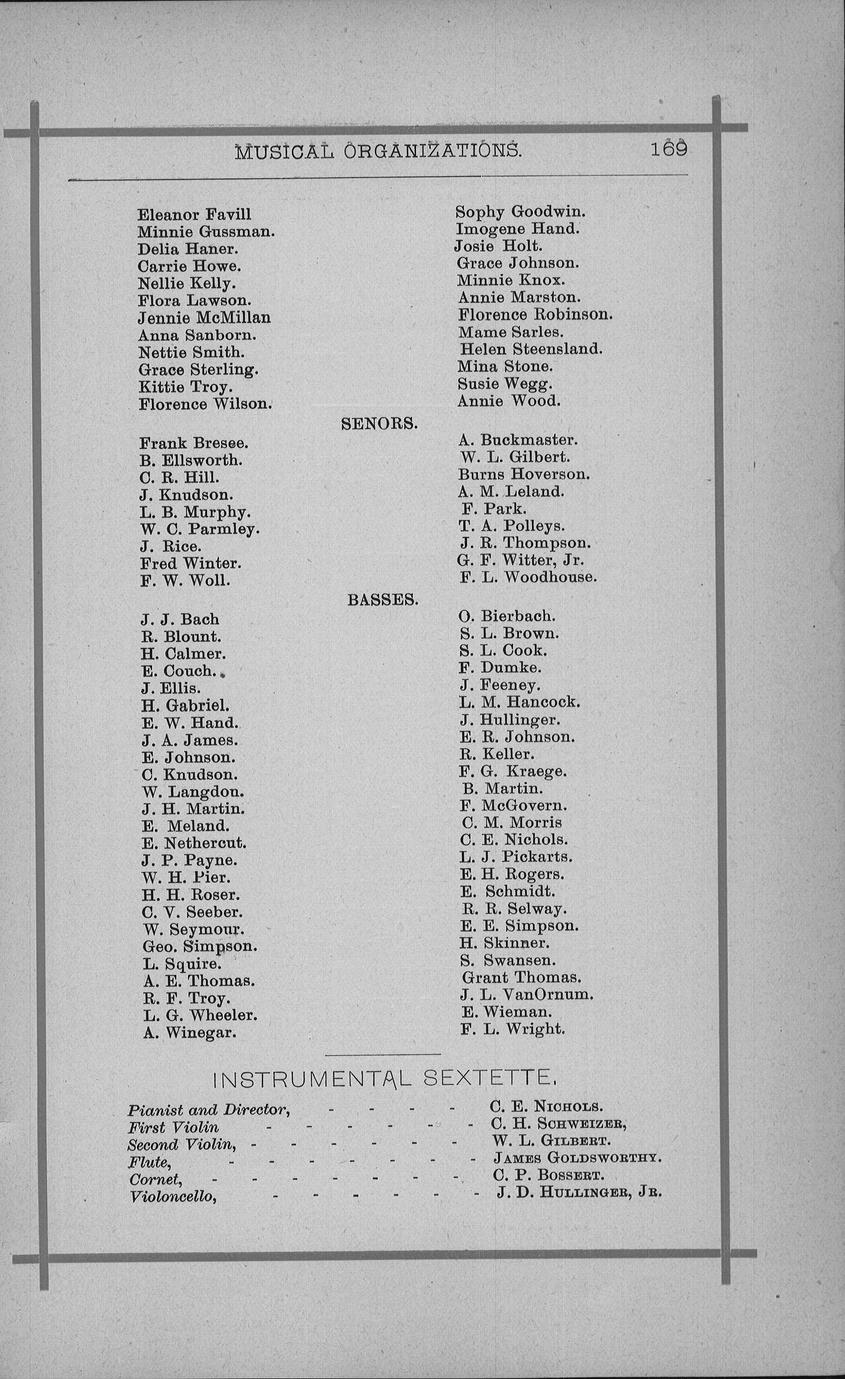 MUSICAL ORGANIZATIONS. 169
Eleanor Favill Sophy Goodwin.
Minnie Gussman. Imogene Hand.
Delia Haner. Josie Holt.
Carrie Howe. Grace Johnson.
Nellie Kelly. Minnie Knox.
Flora Lawson. Annie Marston.
Jennie McMillan Florence Robinson.
Anna Sanborn. Mame Sarles.
Nettie Smith. Helen Steensland.
Grace Sterling. Mina Stone.
Kittie Troy. Susie Wegg.
Florence Wilson. Annie Wood.
SENORS.
Frank Bresee. A. Buckmaster.
B. Ellsworth. W. L. Gilbert.
C. R. Hill. Burns Hoverson.
J. Knudson. A. M. Leland.
L. B. Murphy. F. Park.
W. C. Parmley. T. A. Polleys.
J. Rice. J. R. Thompson.
Fred Winter. G. F. Witter, Jr.
F. W. Woll. F. L. Woodhouse.
BASSES.
J. J. Bach O. Bierbach.
R. Blount. S. L. Brown.
H. Calmer. S. L. Cook.
E. Couch. F. Dumke.
J. Ellis. J. Feeney.
H. Gabriel. L. M. Hancock.
E. W. Hand. J. Hullinger.
J. A. James. E. R. Johnson.
E. Johnson. R. Keller.
C. Knudson. F. G. Kraege.
W. Langdon. B. Martin.
J. H. Martin. F. McGovern.
E. Meland. C. M. Morris
E. Nethercut. C. E. Nichols.
J. P. Payne. L. J. Pickarts.
W. H. Pier. E. H. Rogers.
H. H. Roser. E. Schmidt.
C. V. Seeber. R. R. Selway.
W. Seymour. E. E. Simpson.
Geo. Simpson. H. Skinner.
L. Squire. S. Swansen.
A. E. Thomas. Grant Thomas.
R. F. Troy. J. L. VanOrnum.
L. G. Wheeler. E. Wieman.
A. Winegar. F. L. Wright.
INSTRUMENTAL SEXTETTE.
Pianist and Director, - - - - C. E. NICHOLS.
First Violin - - - - - - C. H. SCHWEIZER,
Second Violin, - - - - - - W. L. GILBERT.
Flute, - - - - - - - JAMES GOLDSWORTHY.
Cornet, - - - - - - - C. P. BOSSERT.
Violoncello, - - - - - - J. D. HULLINGER, JR.